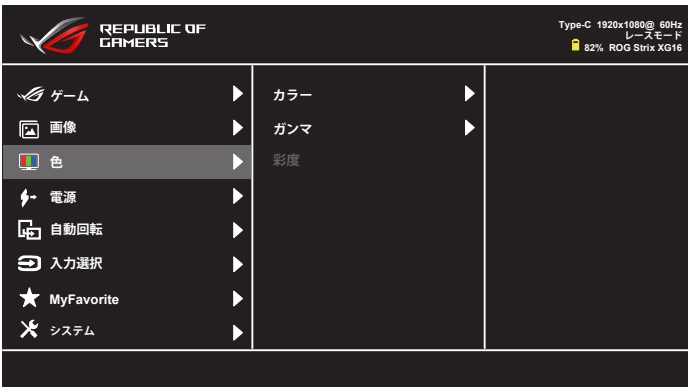 REPUBLIC OF
GAMERS
Type-C 1920x1080@ 60Hz
レースモード
82% ROG Strix XG16
ゲーム
画像
色
電源
自動回転
入力選択
MyFavorite
システム
カラー
ガンマ
彩度